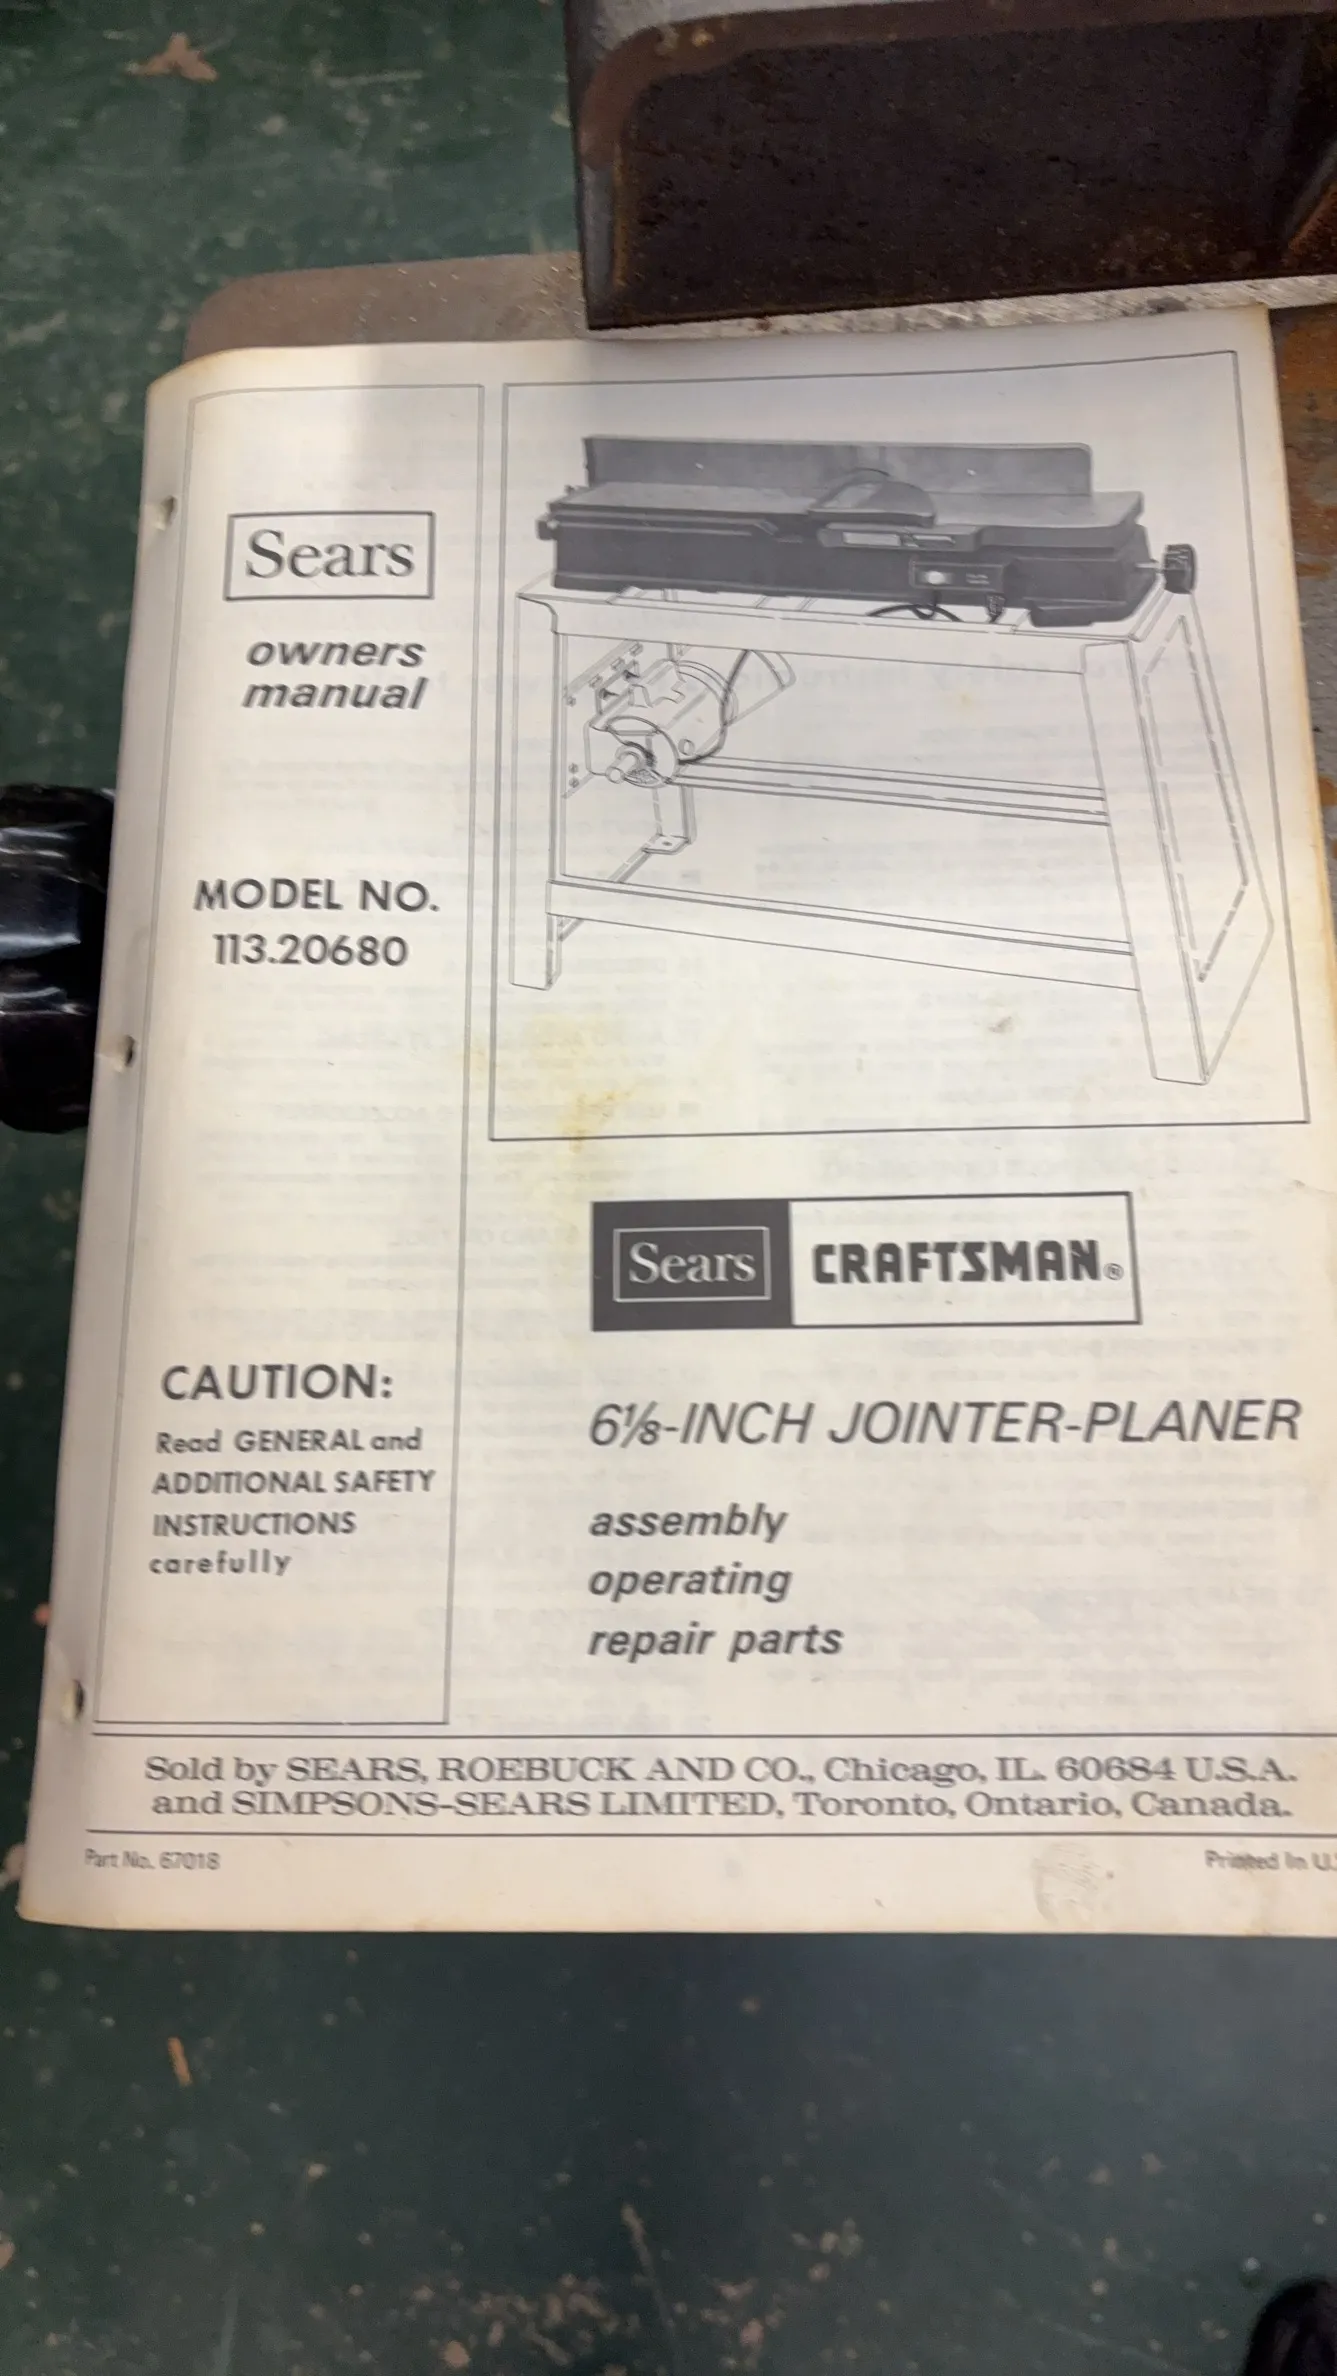 Sears
owners
manual
MODEL NO.
113.20680
CAUTION:
Read GENERAL and
ADDITIONAL SAFETY
INSTRUCTIONS
carefully
Sears CRAFTSMAN®
6⅛-INCH JOINTER-PLANER
assembly
operating
repair parts
Sold by SEARS, ROEBUCK AND CO., Chicago, IL. 60684 U.S.A.
and SIMPSONS-SEARS LIMITED, Toronto, Ontario, Canada.
Part No. 67018
Printed In U.